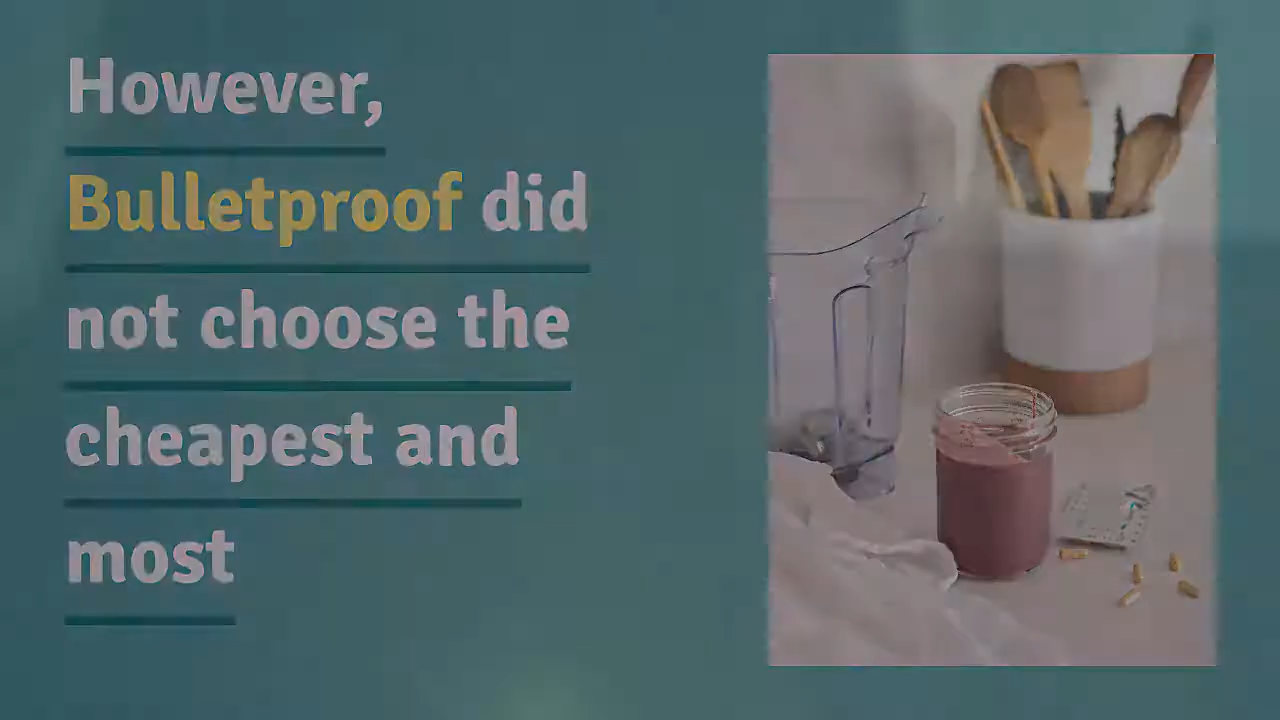 However,
Bulletproof did
not choose the
cheapest and
most